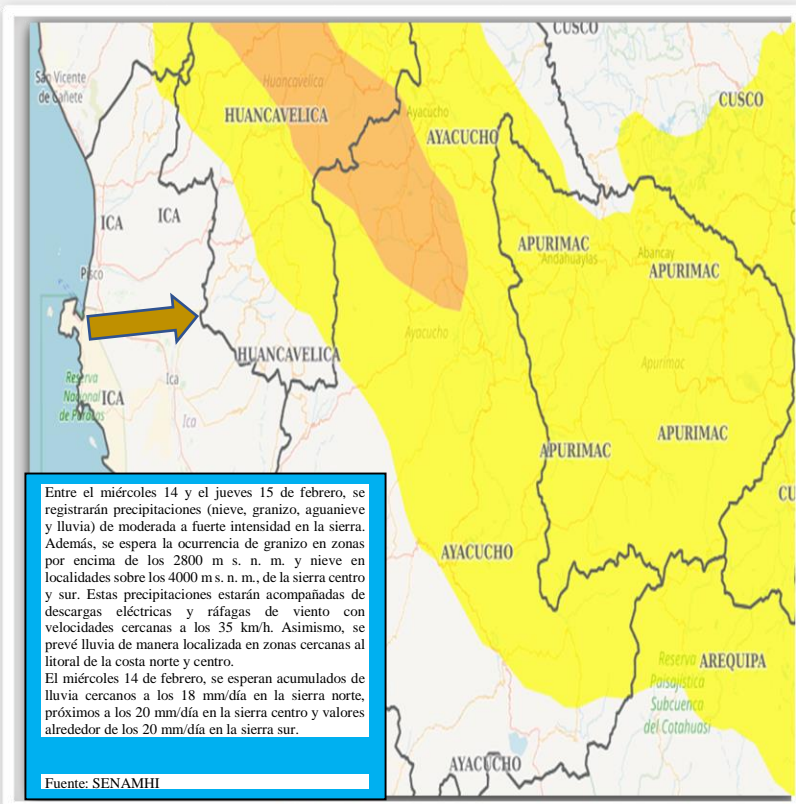 CUSCO
San Vicente
de Cañete
Huancavelica
CUSCO
HUANCAVELICA
Ayacucho
AYACUCHO
ICA
ICA
APURIMAC
Andahuaylas
Abancay
APURIMAC
Pisco
Ayacucho
HUANCAVELICA
Apurimac
Reserva
Nacional
de Paracas
ICA
Ica
Ica
APURIMAC
APURIMAC
CU
AYACUCHO
Entre el miércoles 14 y el jueves 15 de febrero, se
registrarán precipitaciones (nieve, granizo, aguanieve
y lluvia) de moderada a fuerte intensidad en la sierra.
Además, se espera la ocurrencia de granizo en zonas
por encima de los 2800 m s. n. m. y nieve en
localidades sobre los 4000 m s. n. m., de la sierra centro
y sur. Estas precipitaciones estarán acompañadas de
descargas eléctricas y ráfagas de viento con
velocidades cercanas a los 35 km/h. Asimismo, se
prevé lluvia de manera localizada en zonas cercanas al
litoral de la costa norte y centro.
El miércoles 14 de febrero, se esperan acumulados de
lluvia cercanos a los 18 mm/día en la sierra norte,
próximos a los 20 mm/día en la sierra centro y valores
alrededor de los 20 mm/día en la sierra sur.
Fuente: SENAMHI
Reserva
Paisajística
Subcuenca
del Cotahuasi
AREQUIPA
AYACUCHO